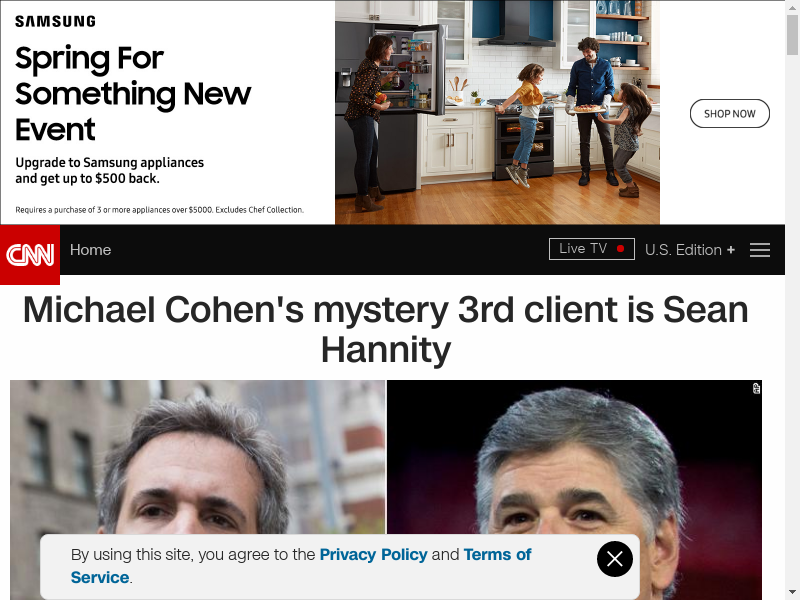 SAMSUNG
Spring For
Something New
Event
Upgrade to Samsung appliances
and get up to $500 back.
Requires a purchase of 3 or more appliances over $5000. Excludes Chef Collection.
SHOP NOW
CNN
Home
Live TV
U.S. Edition +
Michael Cohen's mystery 3rd client is Sean
Hannity
AP
By using this site, you agree to the Privacy Policy and Terms of
Service.